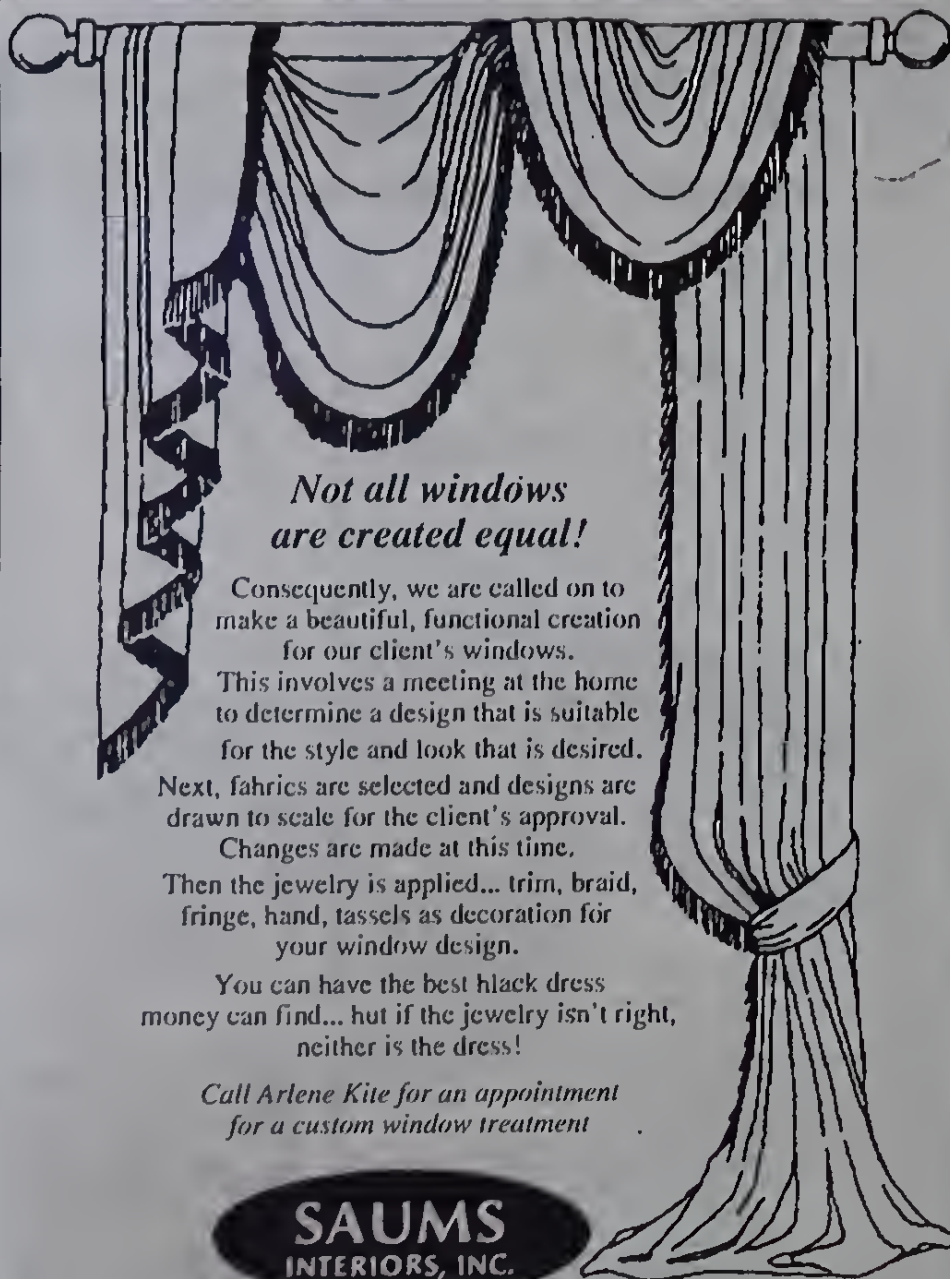 Not all windows
are created equal!
Consequently, we are called on to
make a beautiful, functional creation
for our client's windows.
This involves a meeting at the home
to determine a design that is suitable
for the style and look that is desired.
Next, fabrics are selected and designs are
drawn to scale for the client's approval.
Changes are made at this time.
Then the jewelry is applied... trim, braid,
fringe, hand, tassels as decoration for
your window design.
You can have the best hlack dress
money can find... hut if the jewelry isn't right,
neither is the dress!
Call Arlene Kite for an appointment
for a custom window treatment
SAUMS
INTERIORS, INC.